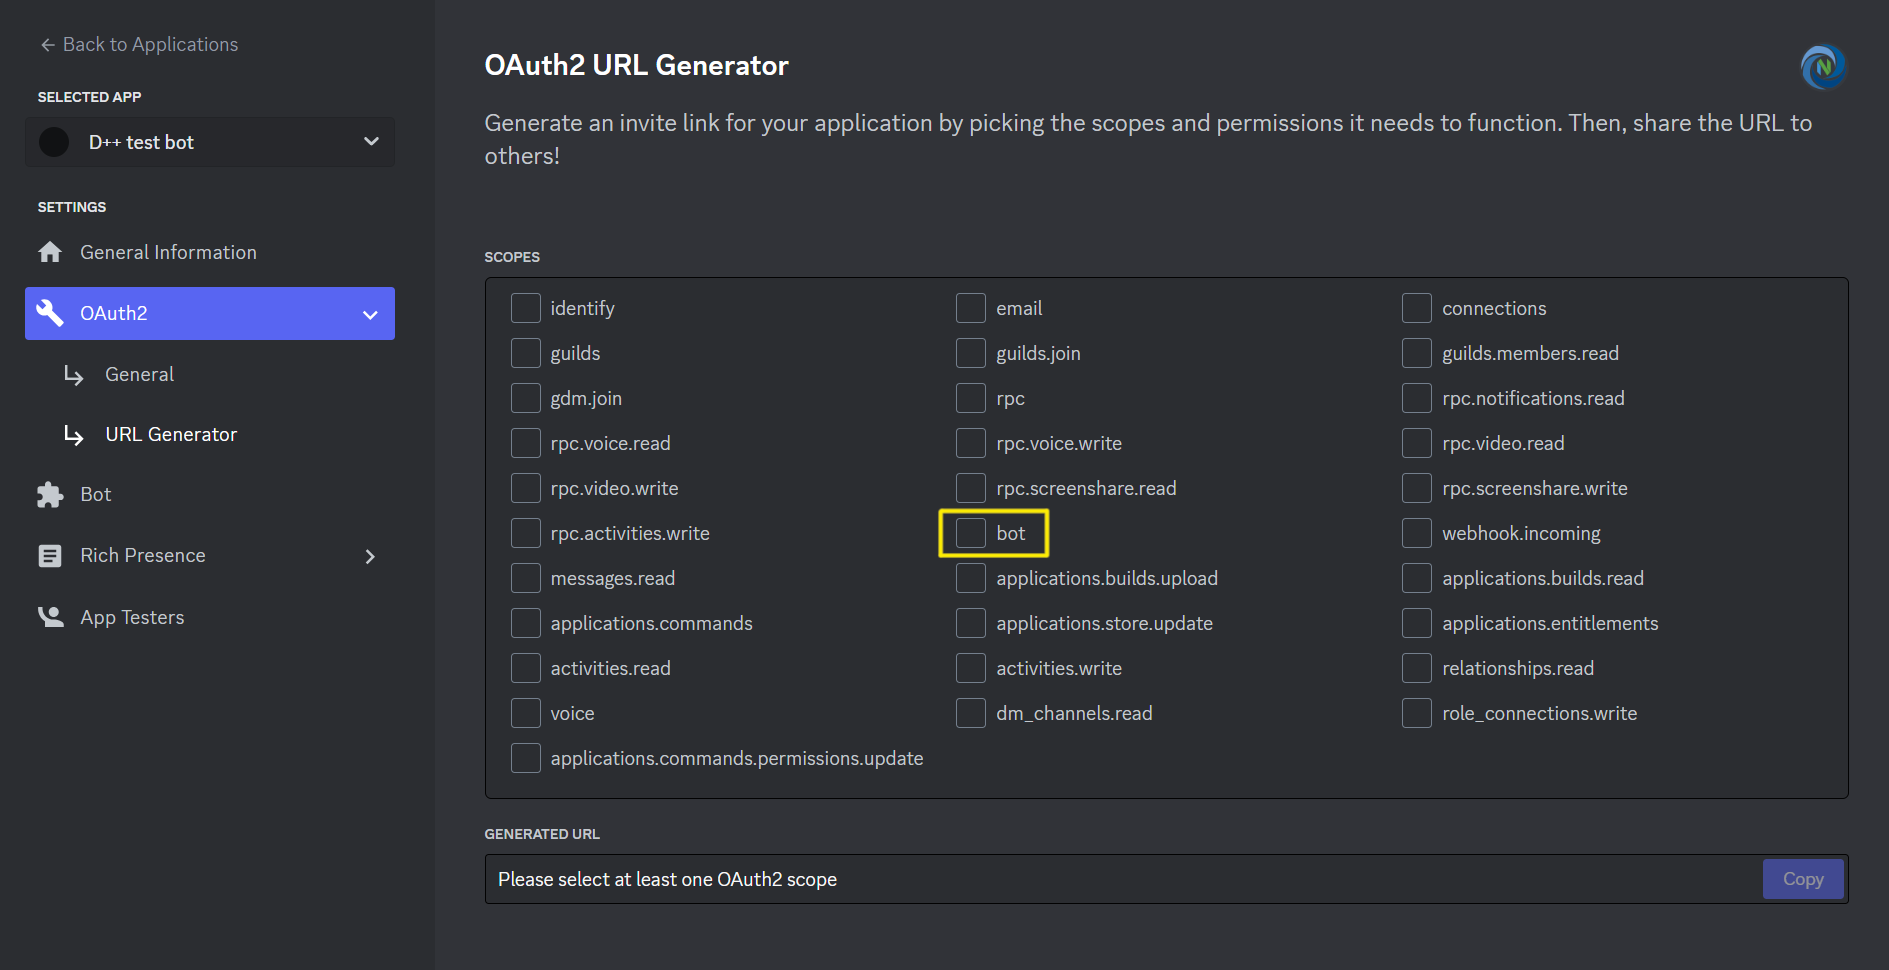 Back to Applications
SELECTED APP
D++ test bot
SETTINGS
General Information
OAuth2
General
URL Generator
Bot
Rich Presence
App Testers
OAuth2 URL Generator
N
Generate an invite link for your application by picking the scopes and permissions it needs to function. Then, share the URL to
others!
SCOPES
identify
email
connections
guilds
guilds.join
guilds.members.read
gdm.join
rpc
rpc.notifications.read
rpc.voice.read
rpc.voice.write
rpc.video.read
rpc.video.write
rpc.screenshare.read
rpc.screenshare.write
rpc.activities.write
bot
webhook.incoming
messages.read
applications.builds.upload
applications.builds.read
applications.commands
applications.store.update
applications.entitlements
activities.read
activities.write
relationships.read
voice
dm_channels.read
role_connections.write
applications.commands.permissions.update
GENERATED URL
Please select at least one OAuth2 scope
Copy